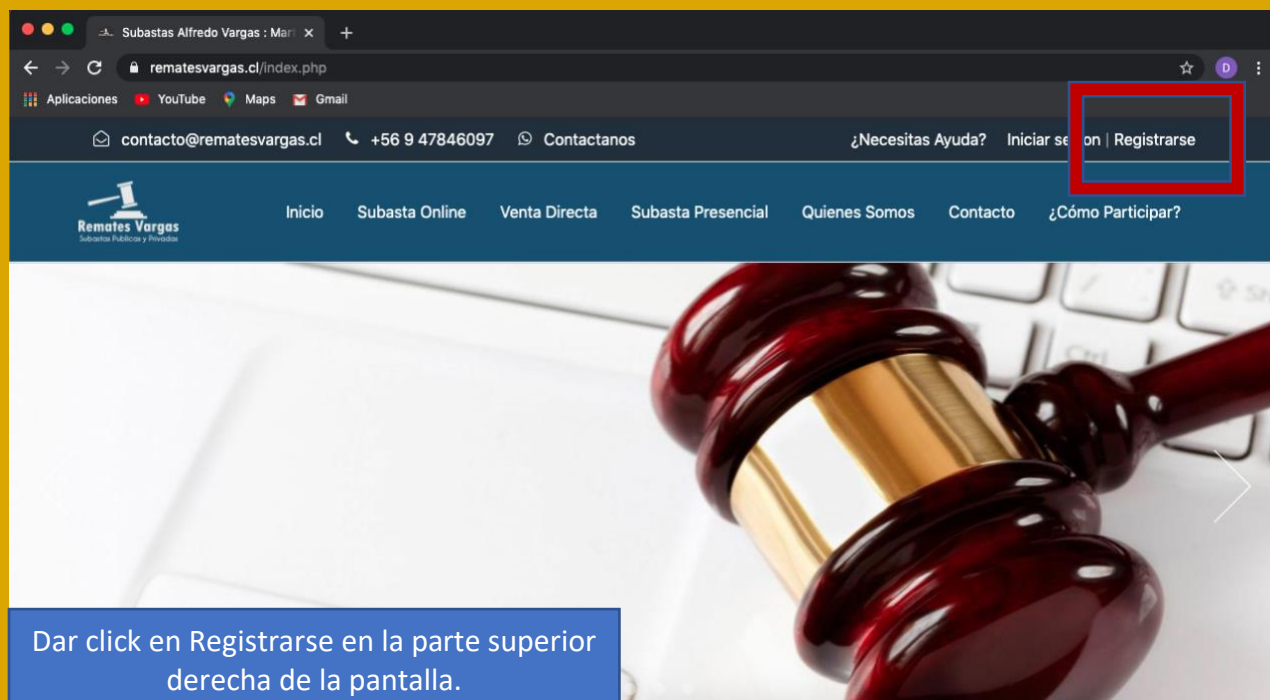 Subastas Alfredo Vargas : Mar
rematesvargas.cl/index.php
D
Aplicaciones YouTube Maps Gmail
contacto@rematesvargas.cl +56 9 47846097 Contactanos ¿Necesitas Ayuda? Iniciar sesion | Registrarse
Remates Vargas
Subastas Publicas y Privadas
Inicio Subasta Online Venta Directa Subasta Presencial Quienes Somos Contacto ¿Cómo Participar?
Ctrl
Dar click en Registrarse en la parte superior
derecha de la pantalla.